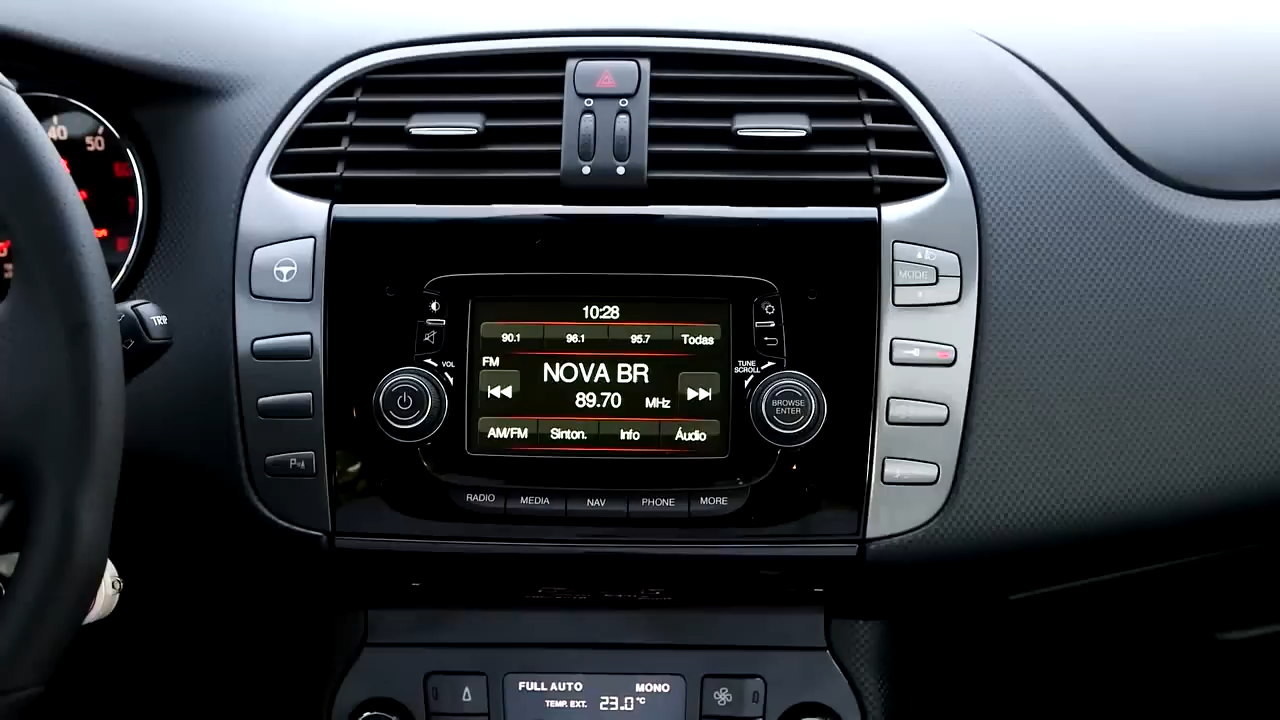 40
50
TRIP
MODE
10:28
90.1 96.1 95.7 Todas
VOL
FM
NOVA BR
TUNE
SCROLL
89.70 MHz
BROWSE
ENTER
AM/FM Sinton. Info Áudio
RADIO MEDIA NAV PHONE MORE
FULL AUTO MONO
TEMP. EXT. 23.0°C